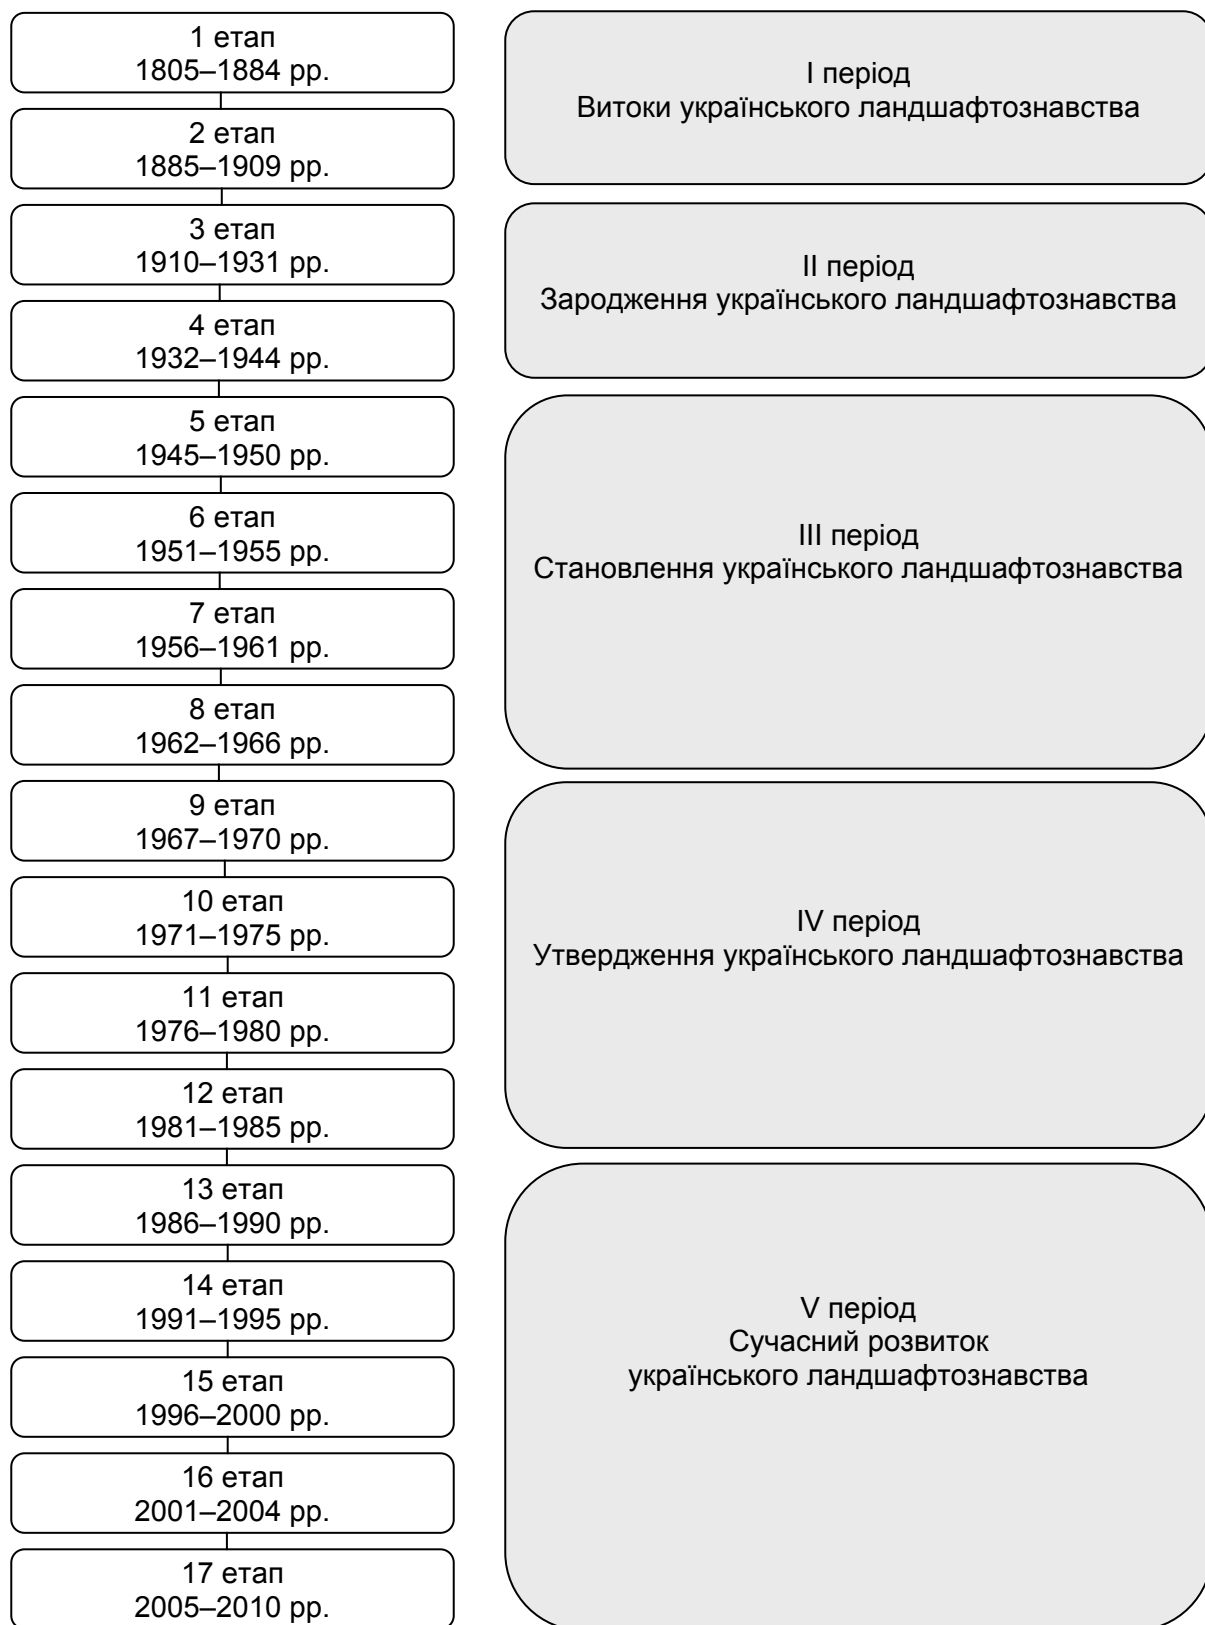 1 етап
1805–1884 рр.
2 етап
1885–1909 рр.
3 етап
1910–1931 рр.
4 етап
1932–1944 рр.
5 етап
1945–1950 рр.
6 етап
1951–1955 рр.
7 етап
1956–1961 рр.
8 етап
1962–1966 рр.
9 етап
1967–1970 рр.
10 етап
1971–1975 рр.
11 етап
1976–1980 рр.
12 етап
1981–1985 рр.
13 етап
1986–1990 рр.
14 етап
1991–1995 рр.
15 етап
1996–2000 рр.
16 етап
2001–2004 рр.
17 етап
2005–2010 рр.
І період
Витоки українського ландшафтознавства
ІІ період
Зародження українського ландшафтознавства
ІІІ період
Становлення українського ландшафтознавства
IV період
Утвердження українського ландшафтознавства
V період
Сучасний розвиток
українського ландшафтознавства